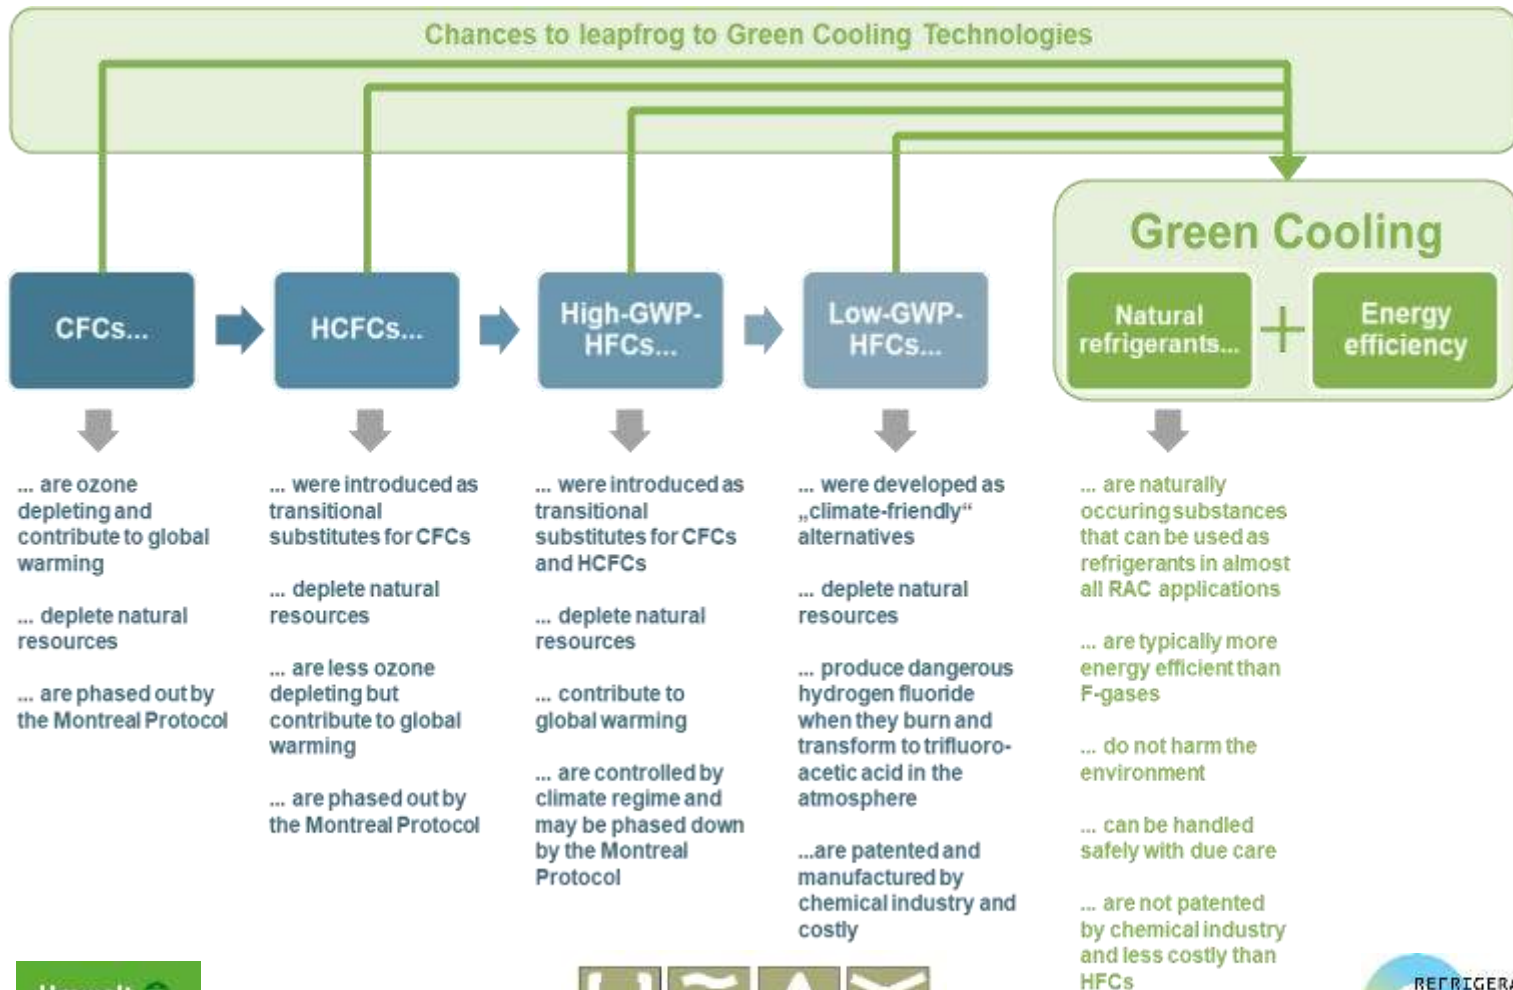 Chances to leapfrog to Green Cooling Technologies
Green Cooling
CFCs...
HCFCs...
High-GWP-
HFCs...
Low-GWP-
HFCs...
Natural
refrigerants...
+
Energy
efficiency
... are ozone
depleting and
contribute to global
warming
... deplete natural
resources
... are phased out by
the Montreal Protocol
... were introduced as
transitional
substitutes for CFCs
... deplete natural
resources
... are less ozone
depleting but
contribute to global
warming
... are phased out by
the Montreal Protocol
... were introduced as
transitional
substitutes for CFCs
and HCFCs
... deplete natural
resources
... contribute to
global warming
... are controlled by
climate regime and
may be phased down
by the Montreal
Protocol
... were developed as
„climate-friendly“
alternatives
... deplete natural
resources
... produce dangerous
hydrogen fluoride
when they burn and
transform to trifluoro-
acetic acid in the
atmosphere
...are patented and
manufactured by
chemical industry and
costly
... are naturally
occuring substances
that can be used as
refrigerants in almost
all RAC applications
... are typically more
energy efficient than
F-gases
... do not harm the
environment
... can be handled
safely with due care
... are not patented
by chemical industry
and less costly than
HFCs